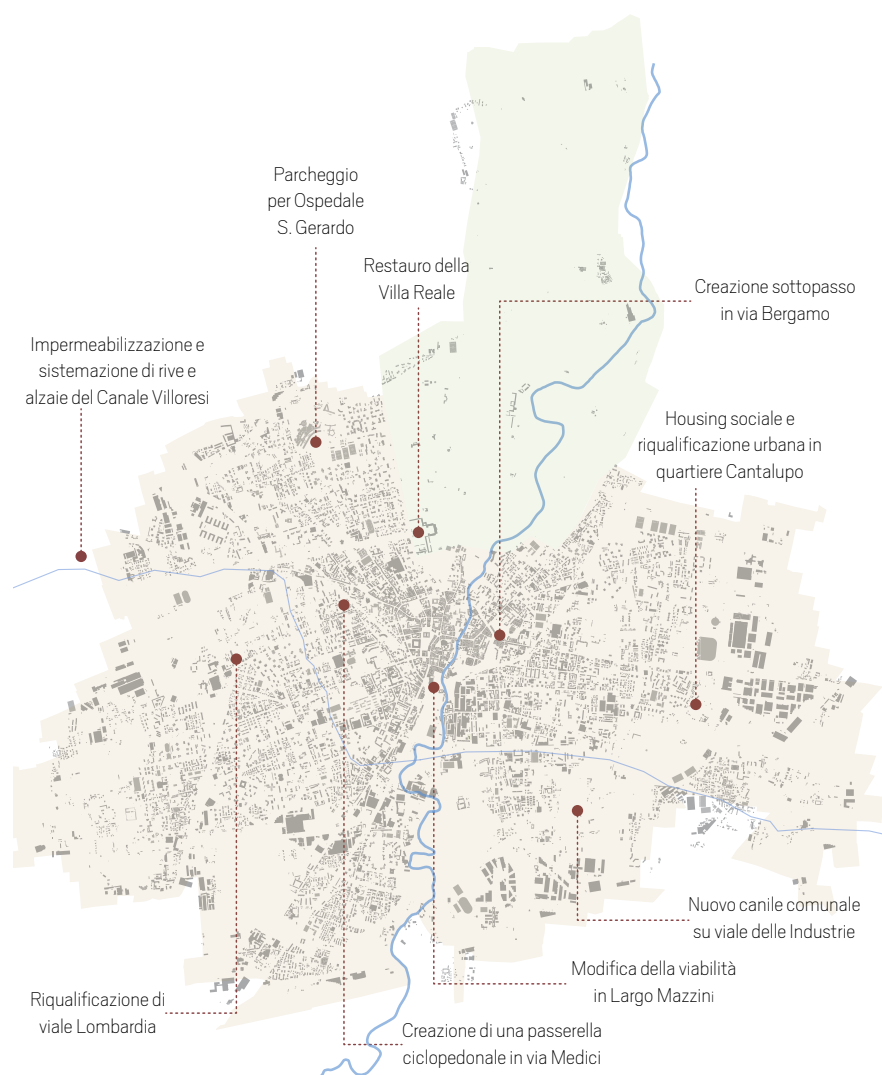 Parcheggio
per Ospedale
S. Gerardo
Restauro della
Villa Reale
Creazione sottopasso
in via Bergamo
Impermeabilizzazione e
sistemazione di rive e
alzaie del Canale Villoresi
Housing sociale e
riqualificazione urbana in
quartiere Cantalupo
Nuovo canile comunale
su viale delle Industrie
Modifica della viabilità
in Largo Mazzini
Riqualificazione di
viale Lombardia
Creazione di una passerella
ciclopedonale in via Medici